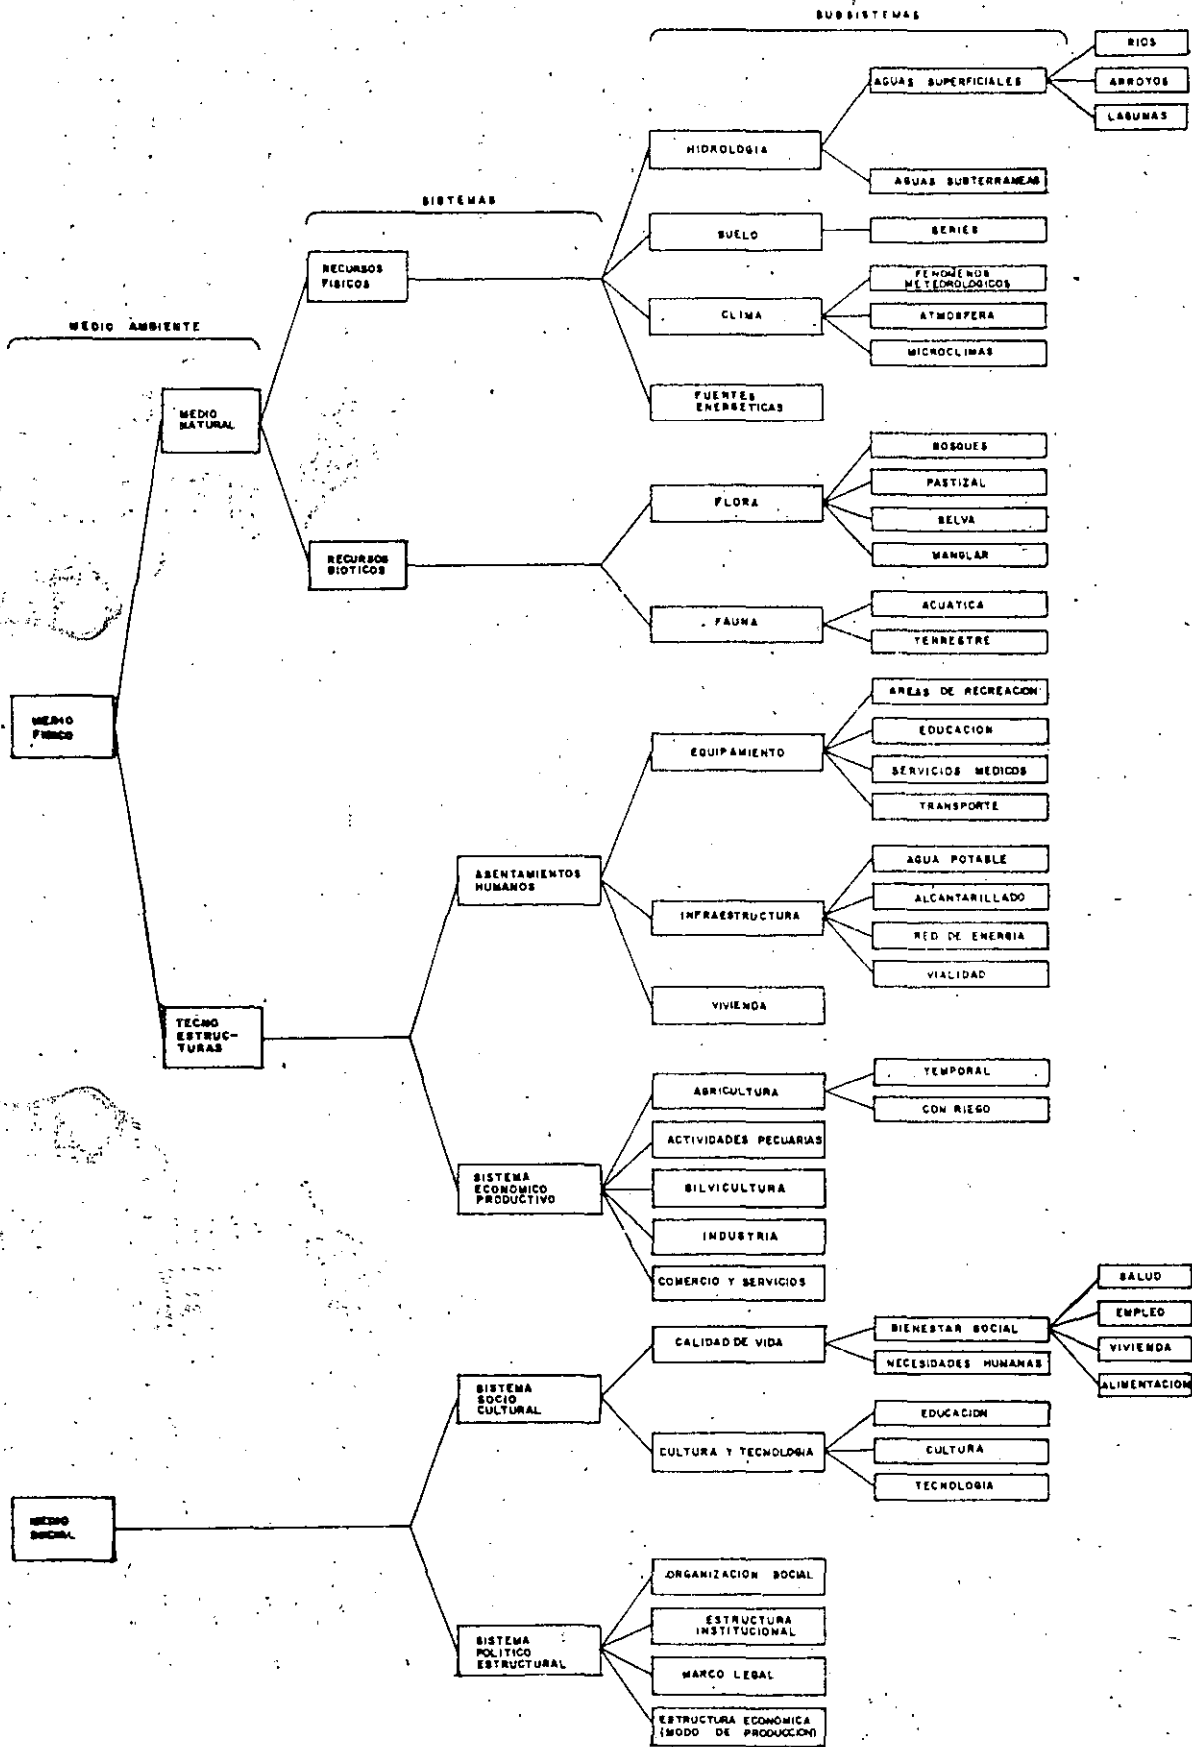 SUBSISTEMAS
RIOS
AGUAS SUPERFICIALES
ARROYOS
LAGUNAS
HIDROLOGIA
AGUAS SUBTERRANEAS
SISTEMAS
SUELO
SERIES
RECURSOS
FISICOS
FENOMENOS
METEOROLOGICOS
CLIMA
ATMOSFERA
MICROCLIMAS
MEDIO AMBIENTE
FUENTES
ENERGETICAS
MEDIO
NATURAL
BOSQUES
PASTIZAL
FLORA
SELVA
MANGLAR
RECURSOS
BIOTICOS
ACUATICA
FAUNA
TERRESTRE
AREAS DE RECREACION
MEDIO
FISICO
EDUCACION
EQUIPAMIENTO
SERVICIOS MEDICOS
TRANSPORTE
AGUA POTABLE
ASENTAMIENTOS
HUMANOS
ALCANTARILLADO
INFRAESTRUCTURA
RED DE ENERGIA
VIALIDAD
VIVIENDA
TECNO
ESTRUC-
TURAS
TEMPORAL
AGRICULTURA
CON RIEGO
ACTIVIDADES PECUARIAS
SISTEMA
ECONOMICO
PRODUCTIVO
SILVICULTURA
INDUSTRIA
COMERCIO Y SERVICIOS
SALUD
EMPLEO
BIENESTAR SOCIAL
CALIDAD DE VIDA
VIVIENDA
NECESIDADES HUMANAS
ALIMENTACION
SISTEMA
SOCIO
CULTURAL
EDUCACION
CULTURA Y TECNOLOGIA
CULTURA
TECNOLOGIA
MEDIO
SOCIAL
ORGANIZACION SOCIAL
ESTRUCTURA
INSTITUCIONAL
SISTEMA
POLITICO
ESTRUCTURAL
MARCO LEGAL
ESTRUCTURA ECONOMICA
(MODO DE PRODUCCION)